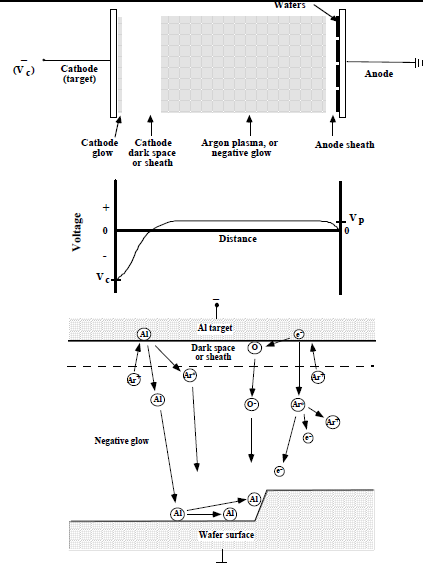 Wafers
(V̅c)
Cathode
(target)
Anode
Cathode
glow
Cathode
dark space
or sheath
Argon plasma, or
negative glow
Anode sheath
Voltage
+
0
-
Vc
Distance
Vp
0
–
Al target
Al
O
e–
Dark space
or sheath
Ar+
Ar+
Al
O-
Ar+
e–
Negative glow
e–
Al
Al
Al
Wafer surface